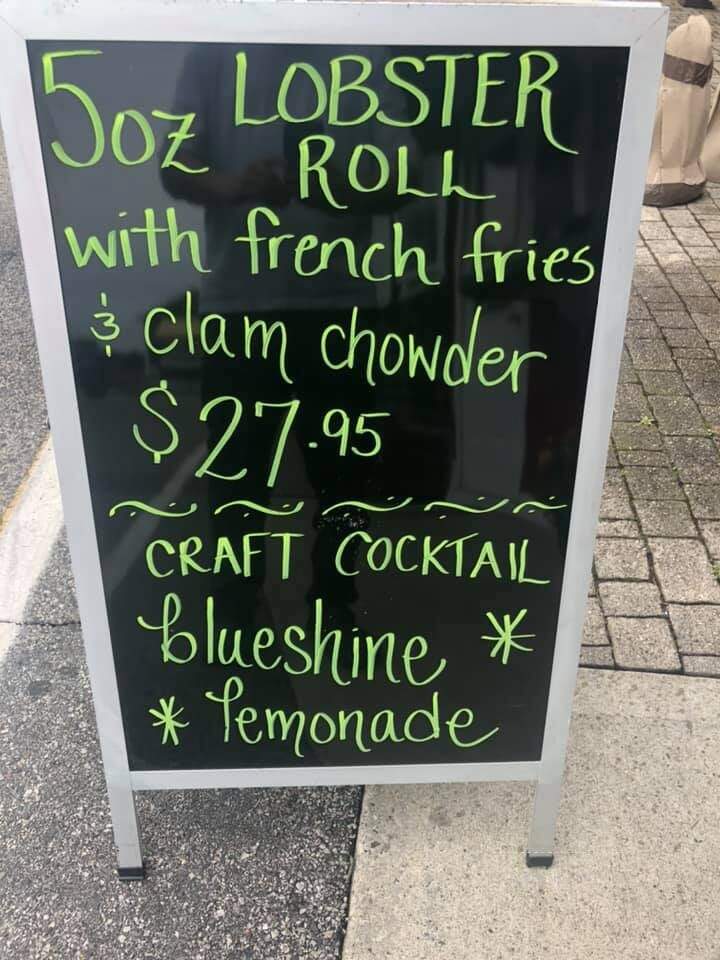 5oz LOBSTER
ROLL
with french fries
& clam chowder
$27.95
CRAFT COCKTAIL
blueshine *
* lemonade